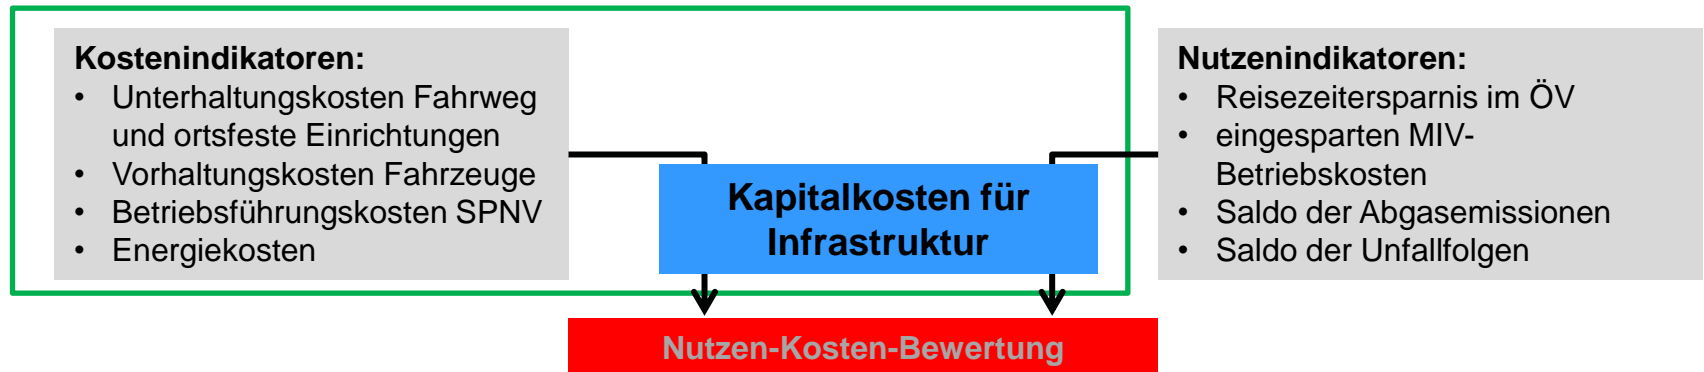 Kostenindikatoren:
• Unterhaltungskosten Fahrweg
und ortsfeste Einrichtungen
• Vorhaltungskosten Fahrzeuge
• Betriebsführungskosten SPNV
• Energiekosten
Kapitalkosten für
Infrastruktur
Nutzenindikatoren:
• Reisezeitersparnis im ÖV
• eingesparten MIV-
Betriebskosten
• Saldo der Abgasemissionen
• Saldo der Unfallfolgen
Nutzen-Kosten-Bewertung